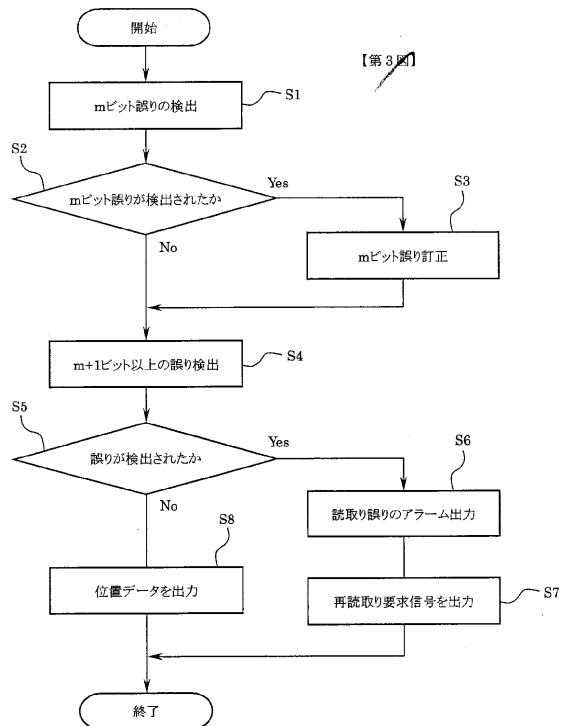 開始
【第3図】
mビット誤りの検出
S1
S2
mビット誤りが検出されたか
Yes
No
S3
mビット誤り訂正
m+1ビット以上の誤り検出
S4
S5
誤りが検出されたか
Yes
No
S6
読取り誤りのアラーム出力
S8
位置データを出力
再読取り要求信号を出力
S7
終了